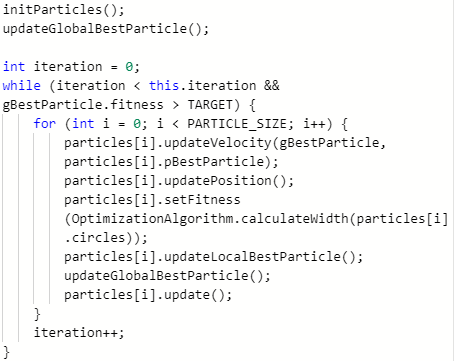 initParticles();
updateGlobalBestParticle();
int iteration = 0;
while (iteration < this.iteration &&
gBestParticle.fitness > TARGET) {
for (int i = 0; i < PARTICLE_SIZE; i++) {
particles[i].updateVelocity(gBestParticle,
particles[i].pBestParticle);
particles[i].updatePosition();
particles[i].setFitness
(OptimizationAlgorithm.calculateWidth(particles[i]
.circles));
particles[i].updateLocalBestParticle();
updateGlobalBestParticle();
particles[i].update();
}
iteration++;
}